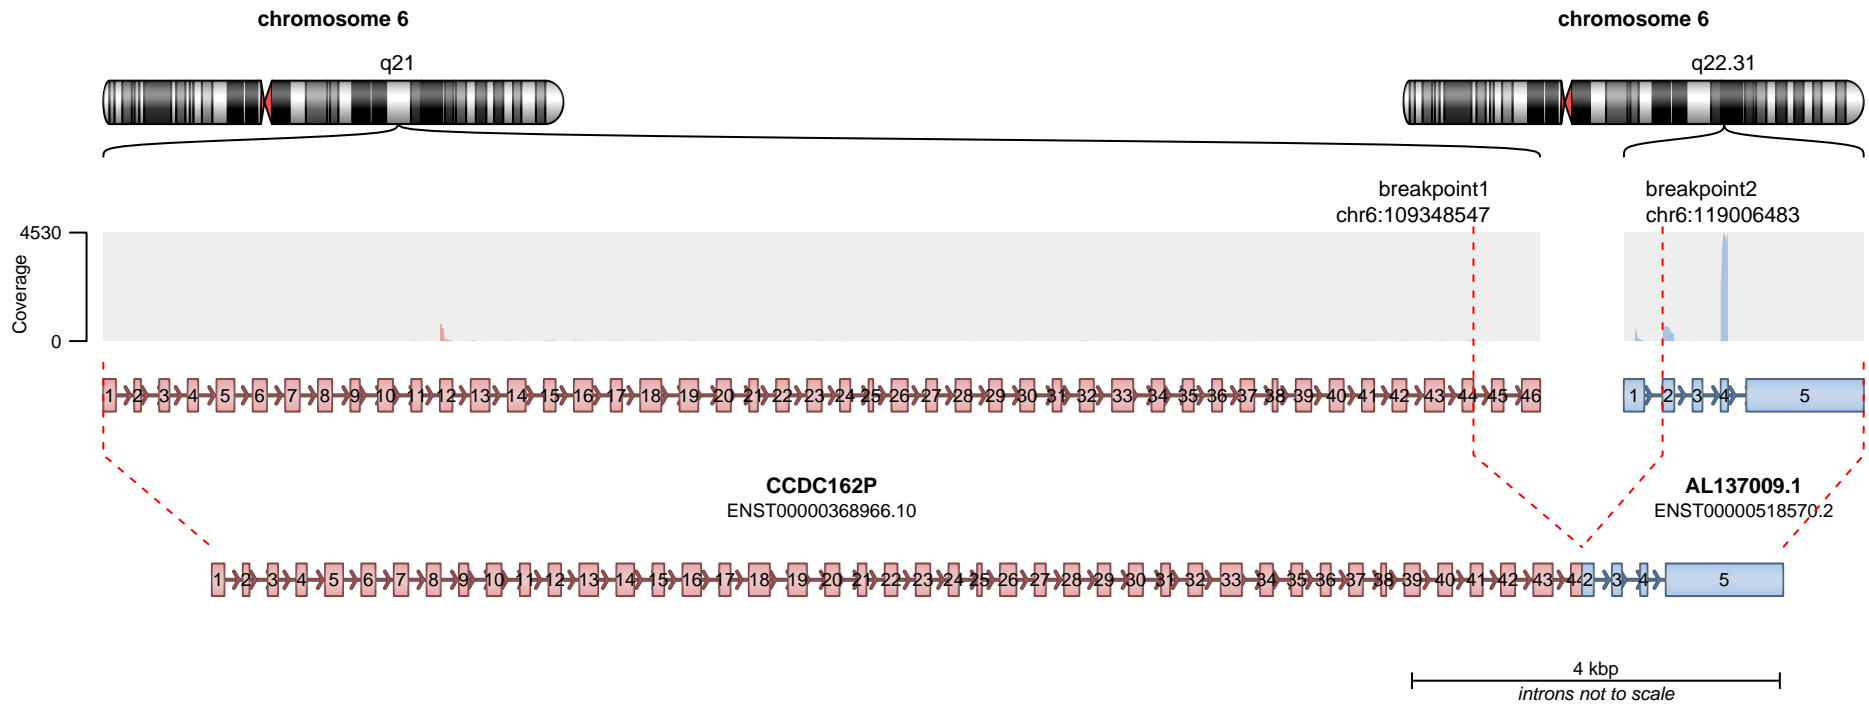 chromosome 6 chromosome 6
q21 q22.31
breakpoint1 breakpoint2
chr6:109348547 chr6:119006483
4530
Coverage
0
1 2 3 4 5 6 7 8 9 10 11 12 13 14 15 16 17 18 19 20 21 22 23 24 25 26 27 28 29 30 31 32 33 34 35 36 37 38 39 40 41 42 43 44 45 46 1 2 3 4 5
CCDC162P AL137009.1
ENST00000368966.10 ENST00000518570.2
1 2 3 4 5 6 7 8 9 10 11 12 13 14 15 16 17 18 19 20 21 22 23 24 25 26 27 28 29 30 31 32 33 34 35 36 37 38 39 40 41 42 43 44 2 3 4 5
4 kbp
introns not to scale